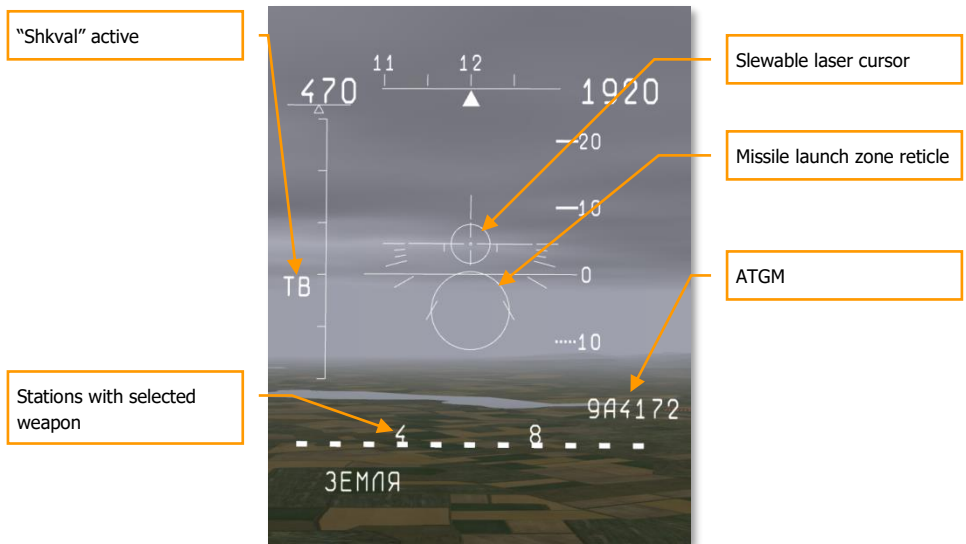 “Shkval” active
11 12
470
1920
Slewable laser cursor
20
Missile launch zone reticle
10
0
ТВ
ATGM
10
Stations with selected
weapon
9А4172
4 8
ЗЕМЛЯ